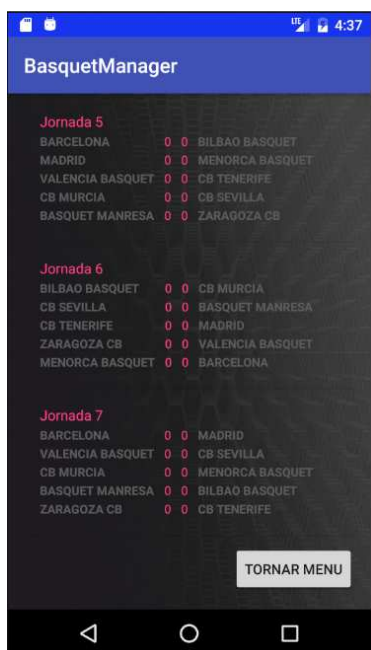 LTE 4:37
BasquetManager
Jornada 5
BARCELONA 0 0 BILBAO BASQUET
MADRID 0 0 MENORCA BASQUET
VALENCIA BASQUET 0 0 CB TENERIFE
CB MURCIA 0 0 CB SEVILLA
BASQUET MANRESA 0 0 ZARAGOZA CB
Jornada 6
BILBAO BASQUET 0 0 CB MURCIA
CB SEVILLA 0 0 BASQUET MANRESA
CB TENERIFE 0 0 MADRID
ZARAGOZA CB 0 0 VALENCIA BASQUET
MENORCA BASQUET 0 0 BARCELONA
Jornada 7
BARCELONA 0 0 MADRID
VALENCIA BASQUET 0 0 CB SEVILLA
CB MURCIA 0 0 MENORCA BASQUET
BASQUET MANRESA 0 0 BILBAO BASQUET
ZARAGOZA CB 0 0 CB TENERIFE
TORNAR MENU